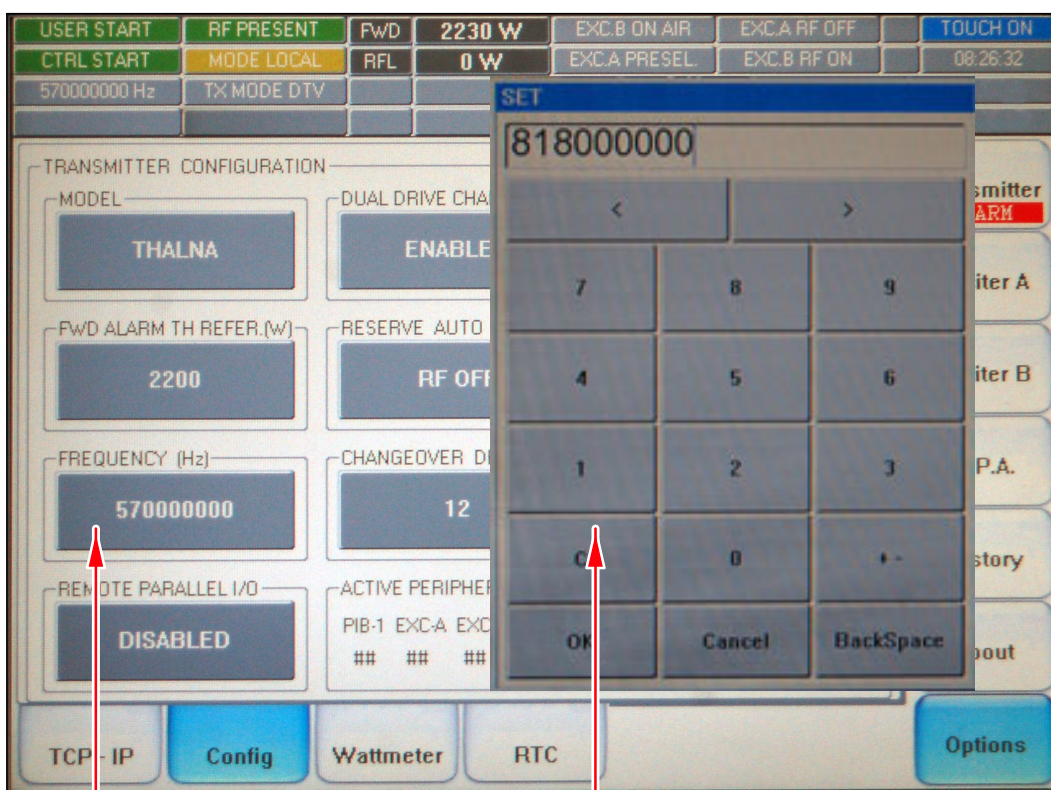 USER START RF PRESENT FWD 2230 W EXC.B ON AIR EXC.A RF OFF TOUCH ON
CTRL START MODE LOCAL RFL 0 W EXC.A PRESEL. EXC.B RF ON 08:26:32
570000000 Hz TX MODE DTV
SET
818000000
< >
7 8 9
4 5 6
1 2 3
0 + -
OK Cancel BackSpace
TRANSMITTER CONFIGURATION
MODEL
THALNA
DUAL DRIVE CHA
ENABLE
FWD ALARM TH REFER.(W)
2200
RESERVE AUTO
RF OFF
FREQUENCY (Hz)
570000000
CHANGEOVER D
12
REMOTE PARALLEL I/O
DISABLED
ACTIVE PERIPHER
PIB-1 EXC-A EXC
## ## ##
smitter
ARM
iter A
iter B
P.A.
story
bout
TCP - IP Config Wattmeter RTC Options